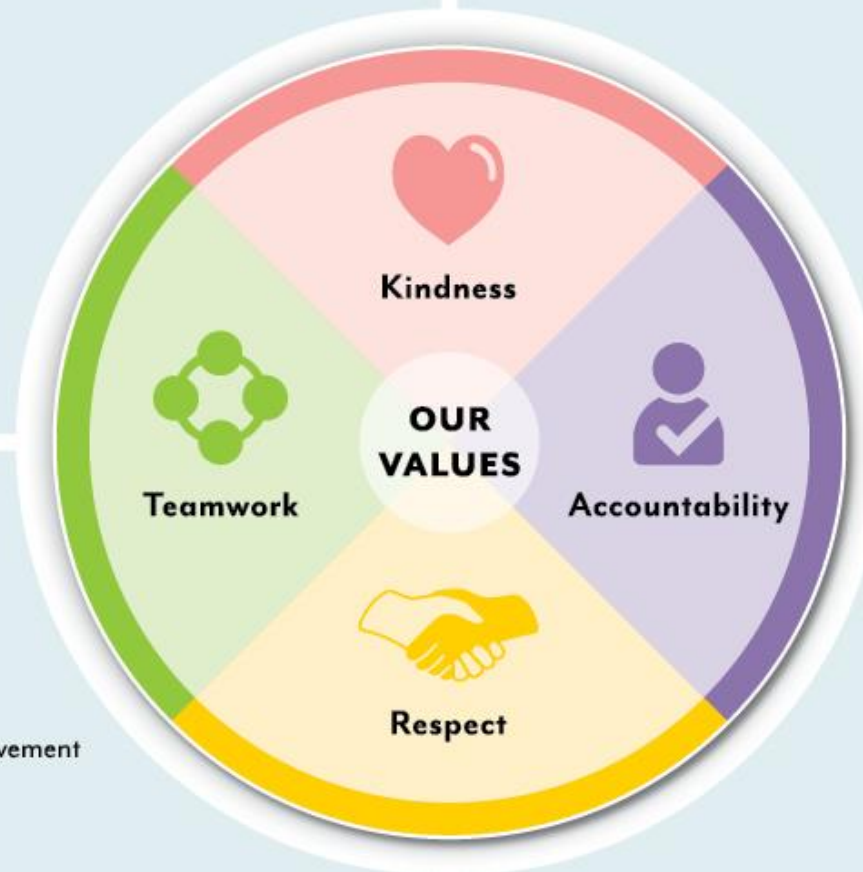 Kindness
OUR
VALUES
Teamwork
Accountability
Respect